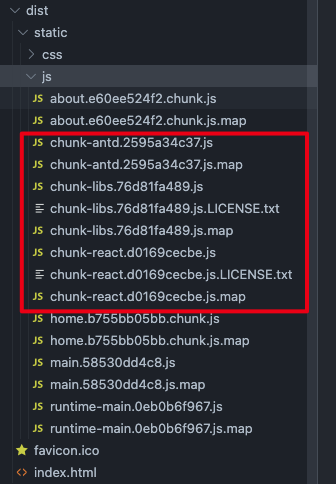 dist
static
css
js
JS about.e60ee524f2.chunk.js
JS about.e60ee524f2.chunk.js.map
JS chunk-antd.2595a34c37.js
JS chunk-antd.2595a34c37.js.map
JS chunk-libs.76d81fa489.js
chunk-libs.76d81fa489.js.LICENSE.txt
JS chunk-libs.76d81fa489.js.map
JS chunk-react.d0169cecbe.js
chunk-react.d0169cecbe.js.LICENSE.txt
JS chunk-react.d0169cecbe.js.map
JS home.b755bb05bb.chunk.js
JS home.b755bb05bb.chunk.js.map
JS main.58530dd4c8.js
JS main.58530dd4c8.js.map
JS runtime-main.0eb0b6f967.js
JS runtime-main.0eb0b6f967.js.map
favicon.ico
index.html